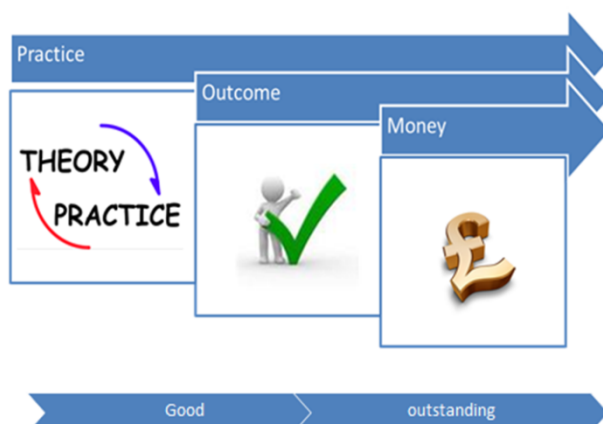 Practice
Outcome
Money
THEORY
PRACTICE
£
Good
outstanding